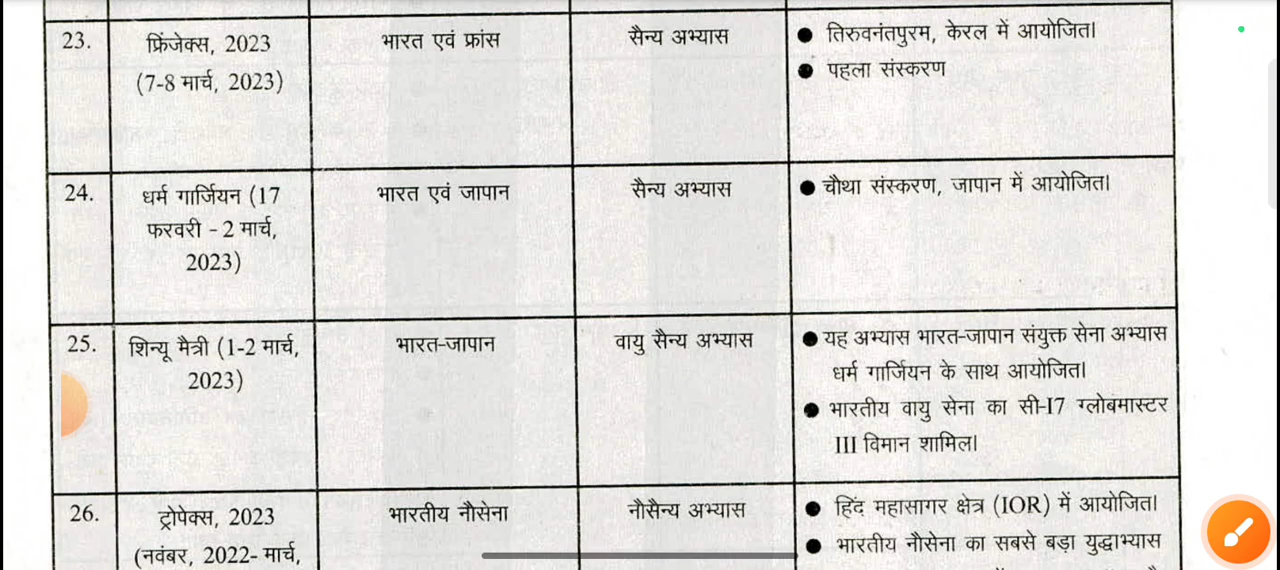 23.
फ्रिंजेक्स, 2023
(7-8 मार्च, 2023)
भारत एवं फ्रांस
सैन्य अभ्यास
● तिरुवनंतपुरम, केरल में आयोजित।
● पहला संस्करण
24.
धर्म गार्जियन (17
फरवरी - 2 मार्च,
2023)
भारत एवं जापान
सैन्य अभ्यास
● चौथा संस्करण, जापान में आयोजित।
25.
शिन्यू मैत्री (1-2 मार्च,
2023)
भारत-जापान
वायु सैन्य अभ्यास
● यह अभ्यास भारत-जापान संयुक्त सेना अभ्यास
धर्म गार्जियन के साथ आयोजित।
● भारतीय वायु सेना का सी-I7 ग्लोबमास्टर
III विमान शामिल।
26.
ट्रोपेक्स, 2023
(नवंबर, 2022- मार्च,
भारतीय नौसेना
नौसैन्य अभ्यास
● हिंद महासागर क्षेत्र (IOR) में आयोजित।
● भारतीय नौसेना का सबसे बड़ा युद्धाभ्यास